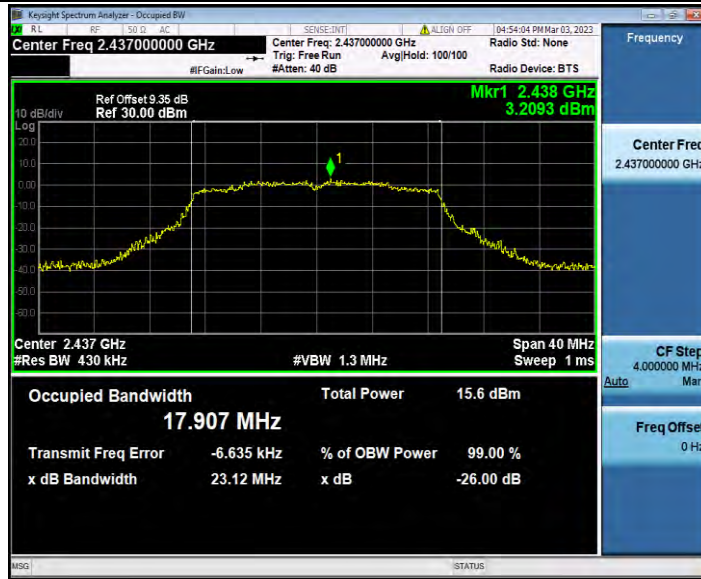 Keysight Spectrum Analyzer - Occupied BW
RL RF 50 Ω AC SENSE:INT ALIGN OFF 04:54:04 PM Mar 03, 2023
Center Freq 2.437000000 GHz
Center Freq: 2.437000000 GHz
Radio Std: None
Trig: Free Run Avg|Hold: 100/100
#IFGain:Low #Atten: 40 dB Radio Device: BTS
Frequency
Ref Offset 9.35 dB
10 dB/div Ref 30.00 dBm
Mkr1 2.438 GHz
3.2093 dBm
Log
20.0
10.0
0.00
-10.0
-20.0
-30.0
-40.0
-50.0
-60.0
1
Center 2.437 GHz Span 40 MHz
#Res BW 430 kHz #VBW 1.3 MHz Sweep 1 ms
Occupied Bandwidth Total Power 15.6 dBm
17.907 MHz
Transmit Freq Error -6.635 kHz % of OBW Power 99.00 %
x dB Bandwidth 23.12 MHz x dB -26.00 dB
Center Freq
2.437000000 GHz
CF Step
4.000000 MHz
Auto Man
Freq Offset
0 Hz
MSG STATUS